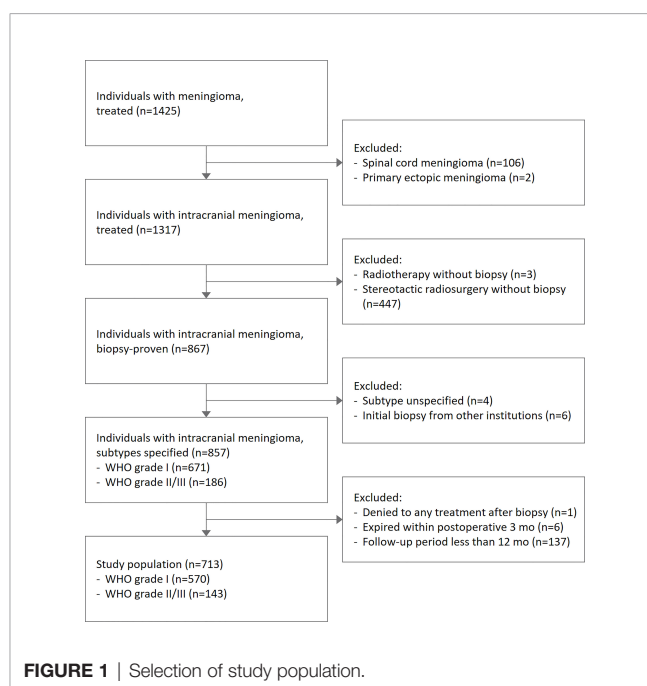 Individuals with meningioma,
treated (n=1425)
Excluded:
- Spinal cord meningioma (n=106)
- Primary ectopic meningioma (n=2)
Individuals with intracranial meningioma,
treated (n=1317)
Excluded:
- Radiotherapy without biopsy (n=3)
- Stereotactic radiosurgery without biopsy
(n=447)
Individuals with intracranial meningioma,
biopsy-proven (n=867)
Excluded:
- Subtype unspecified (n=4)
- Initial biopsy from other institutions (n=6)
Individuals with intracranial meningioma,
subtypes specified (n=857)
- WHO grade I (n=671)
- WHO grade II/III (n=186)
Excluded:
- Denied to any treatment after biopsy (n=1)
- Expired within postoperative 3 mo (n=6)
- Follow-up period less than 12 mo (n=137)
Study population (n=713)
- WHO grade I (n=570)
- WHO grade II/III (n=143)
FIGURE 1 | Selection of study population.